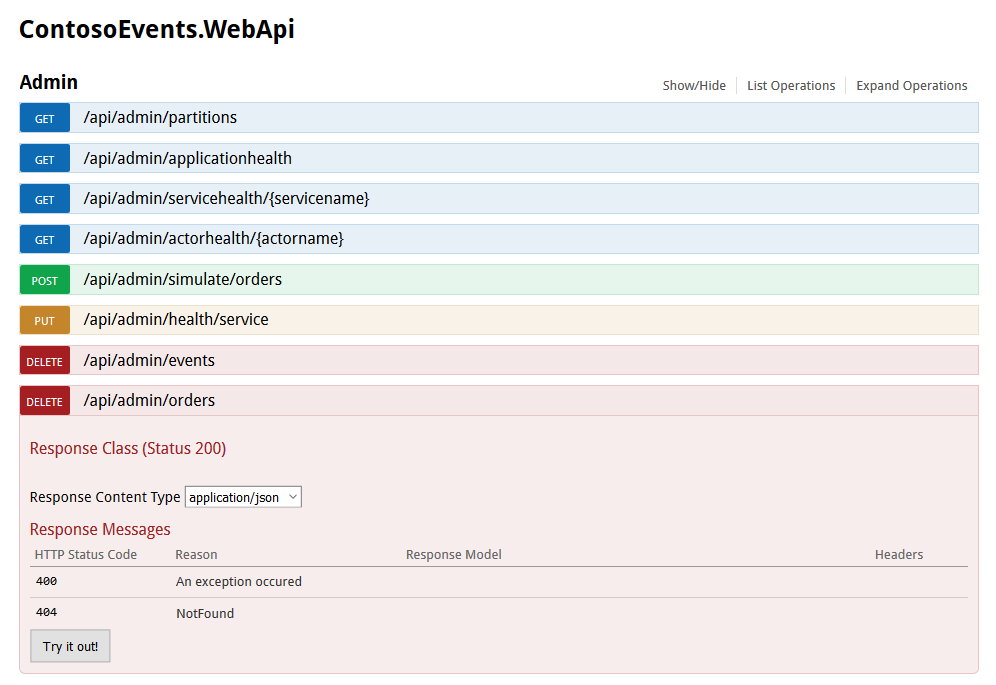 ContosoEvents.WebApi
Admin Show/Hide List Operations Expand Operations
GET /api/admin/partitions
GET /api/admin/applicationhealth
GET /api/admin/servicehealth/{servicename}
GET /api/admin/actorhealth/{actorname}
POST /api/admin/simulate/orders
PUT /api/admin/health/service
DELETE /api/admin/events
DELETE /api/admin/orders
Response Class (Status 200)
Response Content Type application/json
Response Messages
HTTP Status Code Reason Response Model Headers
400 An exception occured
404 NotFound
Try it out!